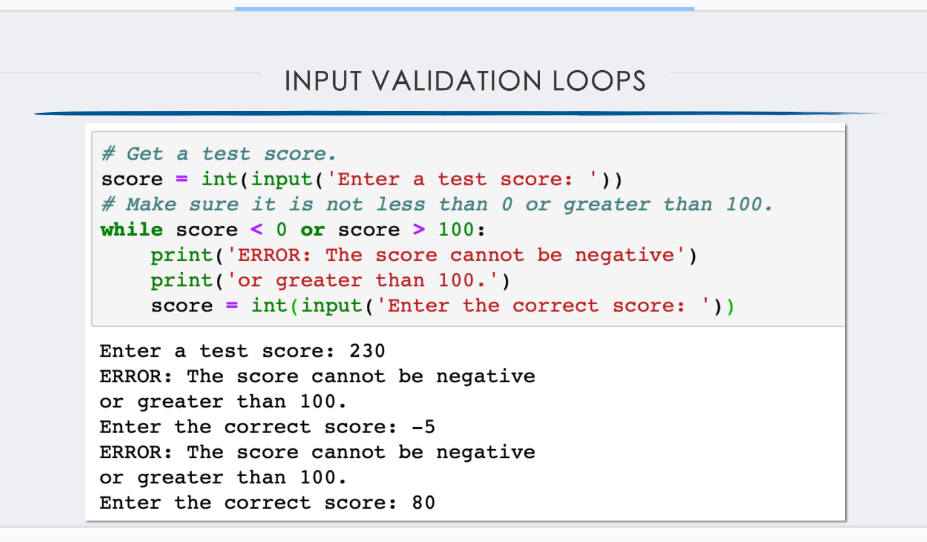 INPUT VALIDATION LOOPS
# Get a test score.
score = int(input('Enter a test score: '))
# Make sure it is not less than 0 or greater than 100.
while score < 0 or score > 100:
    print('ERROR: The score cannot be negative')
    print('or greater than 100.')
    score = int(input('Enter the correct score: '))
Enter a test score: 230
ERROR: The score cannot be negative
or greater than 100.
Enter the correct score: -5
ERROR: The score cannot be negative
or greater than 100.
Enter the correct score: 80